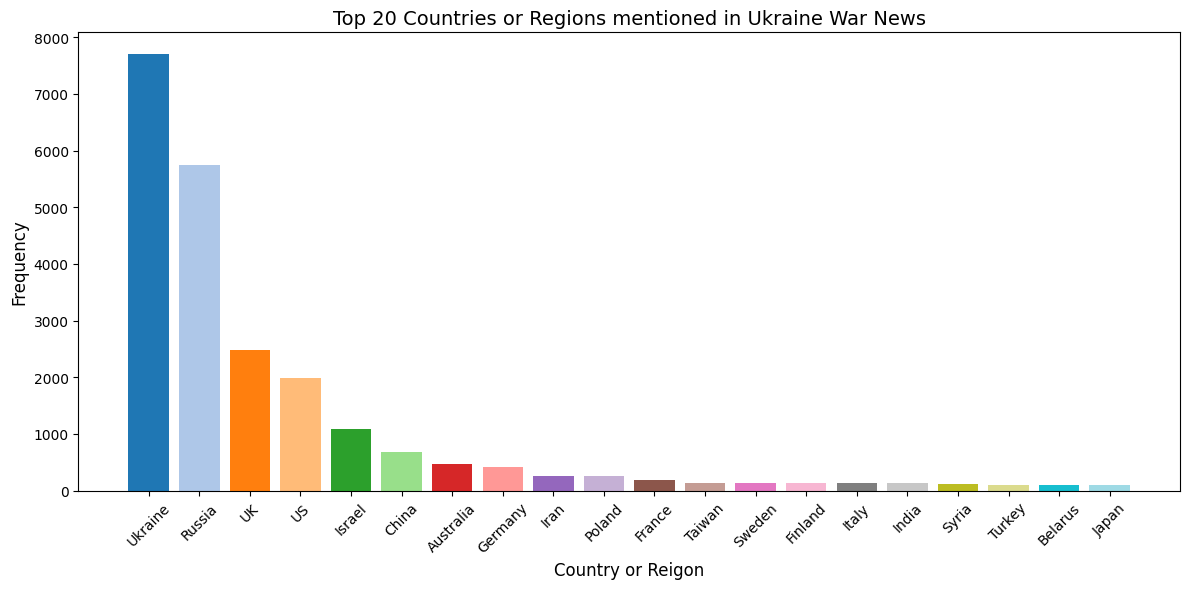 Top 20 Countries or Regions mentioned in Ukraine War News
Frequency
8000
7000
6000
5000
4000
3000
2000
1000
0
Ukraine
Russia
UK
US
Israel
China
Australia
Germany
Iran
Poland
France
Taiwan
Sweden
Finland
Italy
India
Syria
Turkey
Belarus
Japan
Country or Reigon